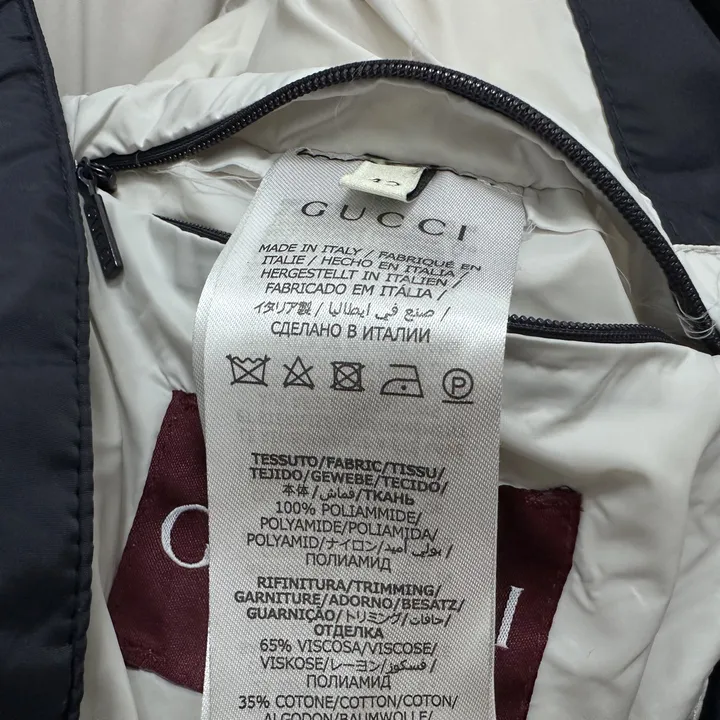 GUCCI
MADE IN ITALY / FABRIQUÉ EN
ITALIE / HECHO EN ITALIA /
HERGESTELLT IN ITALIEN /
FABRICADO EM ITÁLIA /
イタリア製 / صنع في ايطاليا /
СДЕЛАНО В ИТАЛИИ
TESSUTO/FABRIC/TISSU/
TEJIDO/GEWEBE/TECIDO/
本体/قماش/ТКАНЬ
100% POLIAMMIDE/
POLYAMIDE/POLIAMIDA/
POLYAMID/ナイロン/بولي أميد/
ПОЛИАМИД
RIFINITURA/TRIMMING/
GARNITURE/ADORNO/BESATZ/
GUARNIÇÃO/トリミング/حافات/
ОТДЕЛКА
65% VISCOSA/VISCOSE/
VISKOSE/レーヨン/فسكوز/
ПОЛИАМИД
35% COTONE/COTTON/COTON/
ALGODON/BAUMWOLLE/